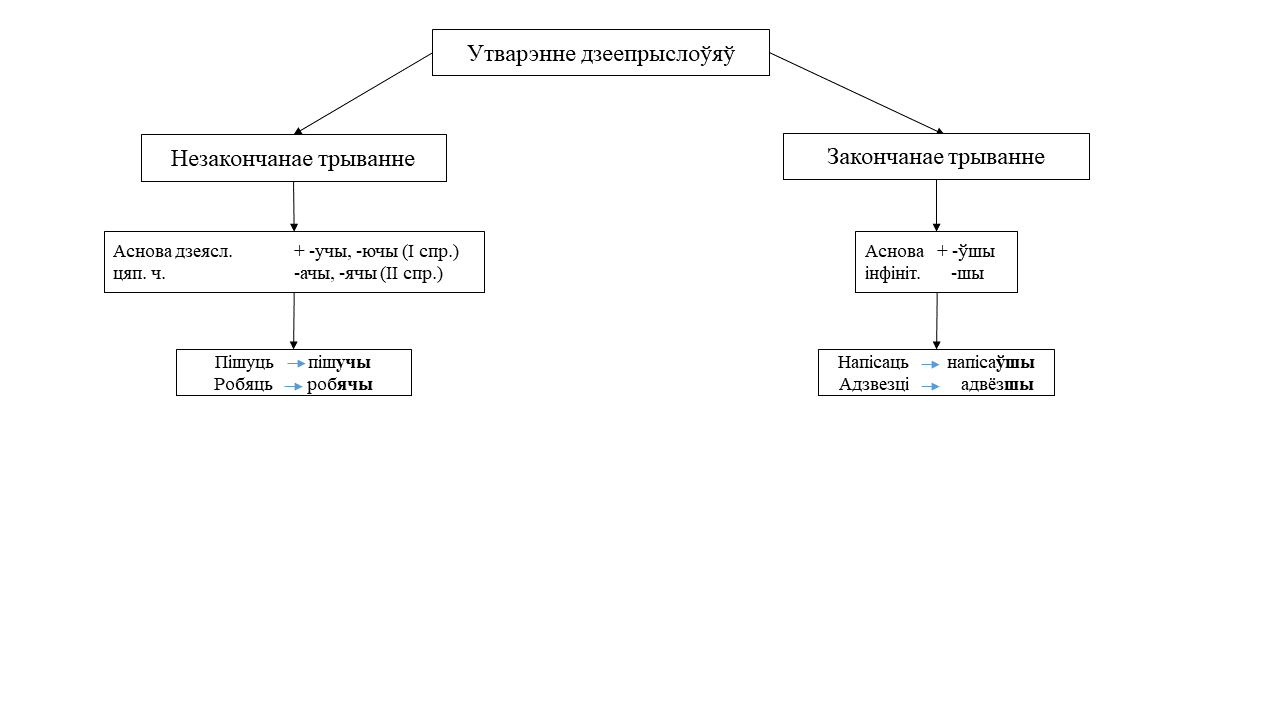 Утварэнне дзеепрыслоўяў
Незакончанае трыванне
Закончанае трыванне
Аснова дзеясл. + -учы, -ючы (I спр.)
цяп. ч. -ачы, -ячы (II спр.)
Аснова + -ўшы
інфініт. -шы
Пішуць пішучы
Робяць робячы
Напісаць напісаўшы
Адзвезці адвёзшы